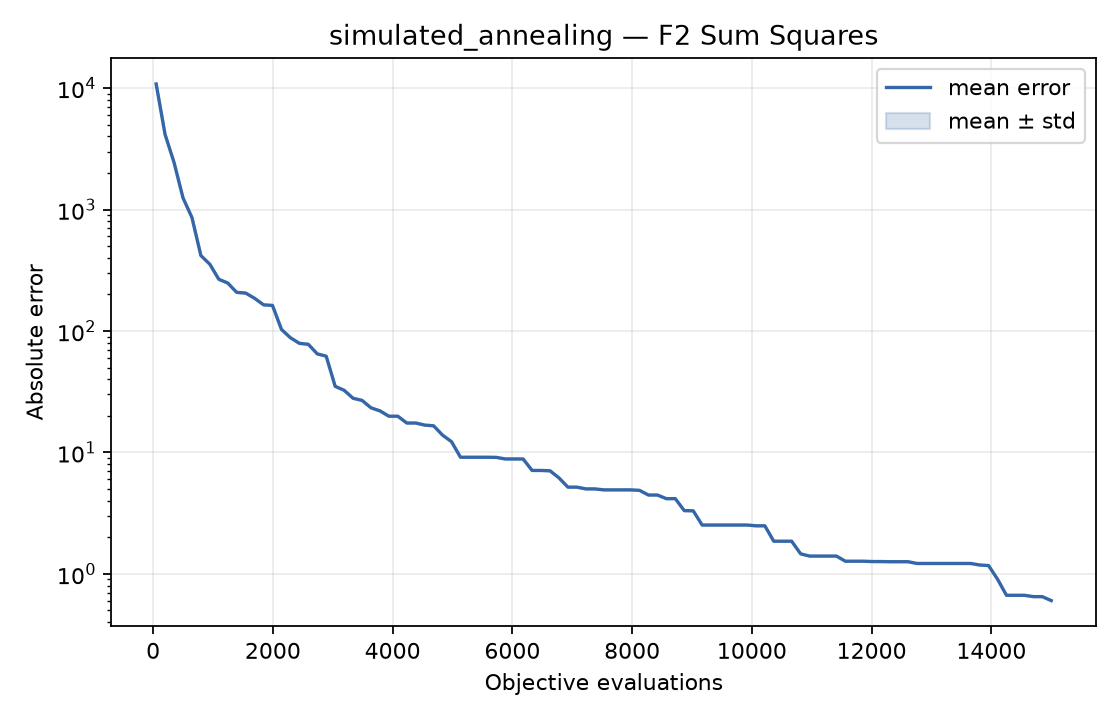 simulated_annealing — F2 Sum Squares
mean error
mean ± std
Absolute error
10⁴
10³
10²
10¹
10⁰
0 2000 4000 6000 8000 10000 12000 14000
Objective evaluations